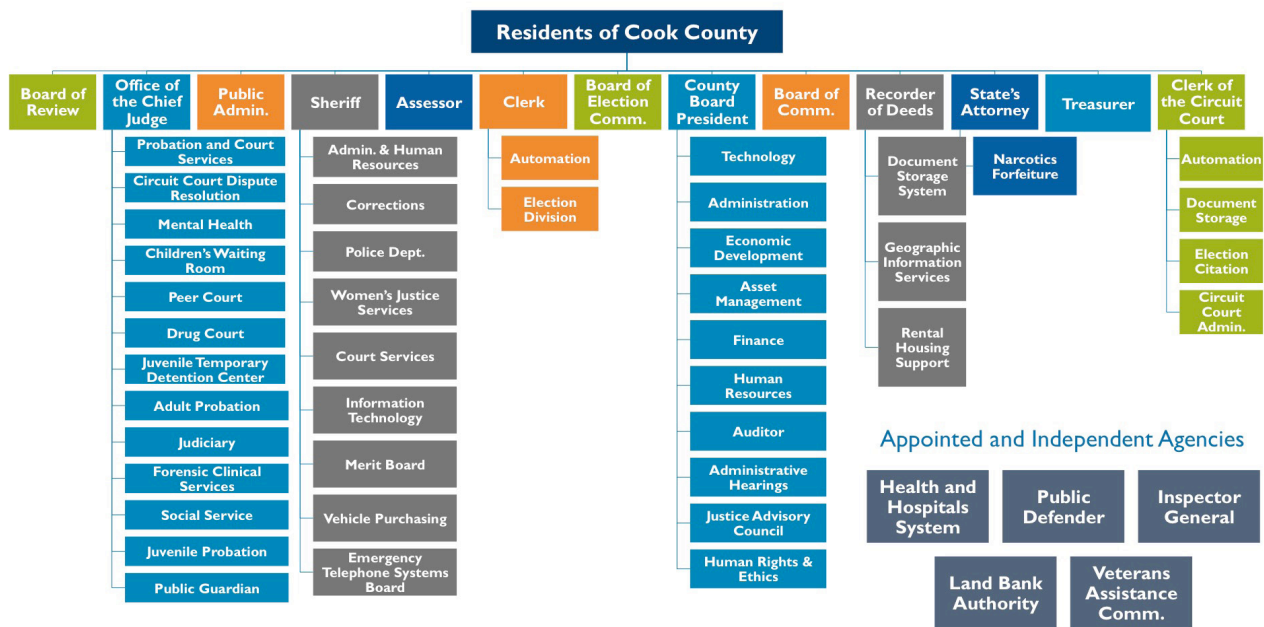 Residents of Cook County
Board of
Review
Office of
the Chief
Judge
Public
Admin.
Sheriff
Assessor
Clerk
Board of
Election
Comm.
County
Board
President
Board of
Comm.
Recorder
of Deeds
State's
Attorney
Treasurer
Clerk of
the Circuit
Court
Probation and Court
Services
Circuit Court Dispute
Resolution
Mental Health
Children's Waiting
Room
Peer Court
Drug Court
Juvenile Temporary
Detention Center
Adult Probation
Judiciary
Forensic Clinical
Services
Social Service
Juvenile Probation
Public Guardian
Admin. & Human
Resources
Corrections
Police Dept.
Women's Justice
Services
Court Services
Information
Technology
Merit Board
Vehicle Purchasing
Emergency
Telephone Systems
Board
Automation
Election
Division
Technology
Administration
Economic
Development
Asset
Management
Finance
Human
Resources
Auditor
Administrative
Hearings
Justice Advisory
Council
Human Rights &
Ethics
Document
Storage
System
Geographic
Information
Services
Rental
Housing
Support
Narcotics
Forfeiture
Automation
Document
Storage
Election
Citation
Circuit
Court
Admin.
Appointed and Independent Agencies
Health and
Hospitals
System
Public
Defender
Inspector
General
Land Bank
Authority
Veterans
Assistance
Comm.